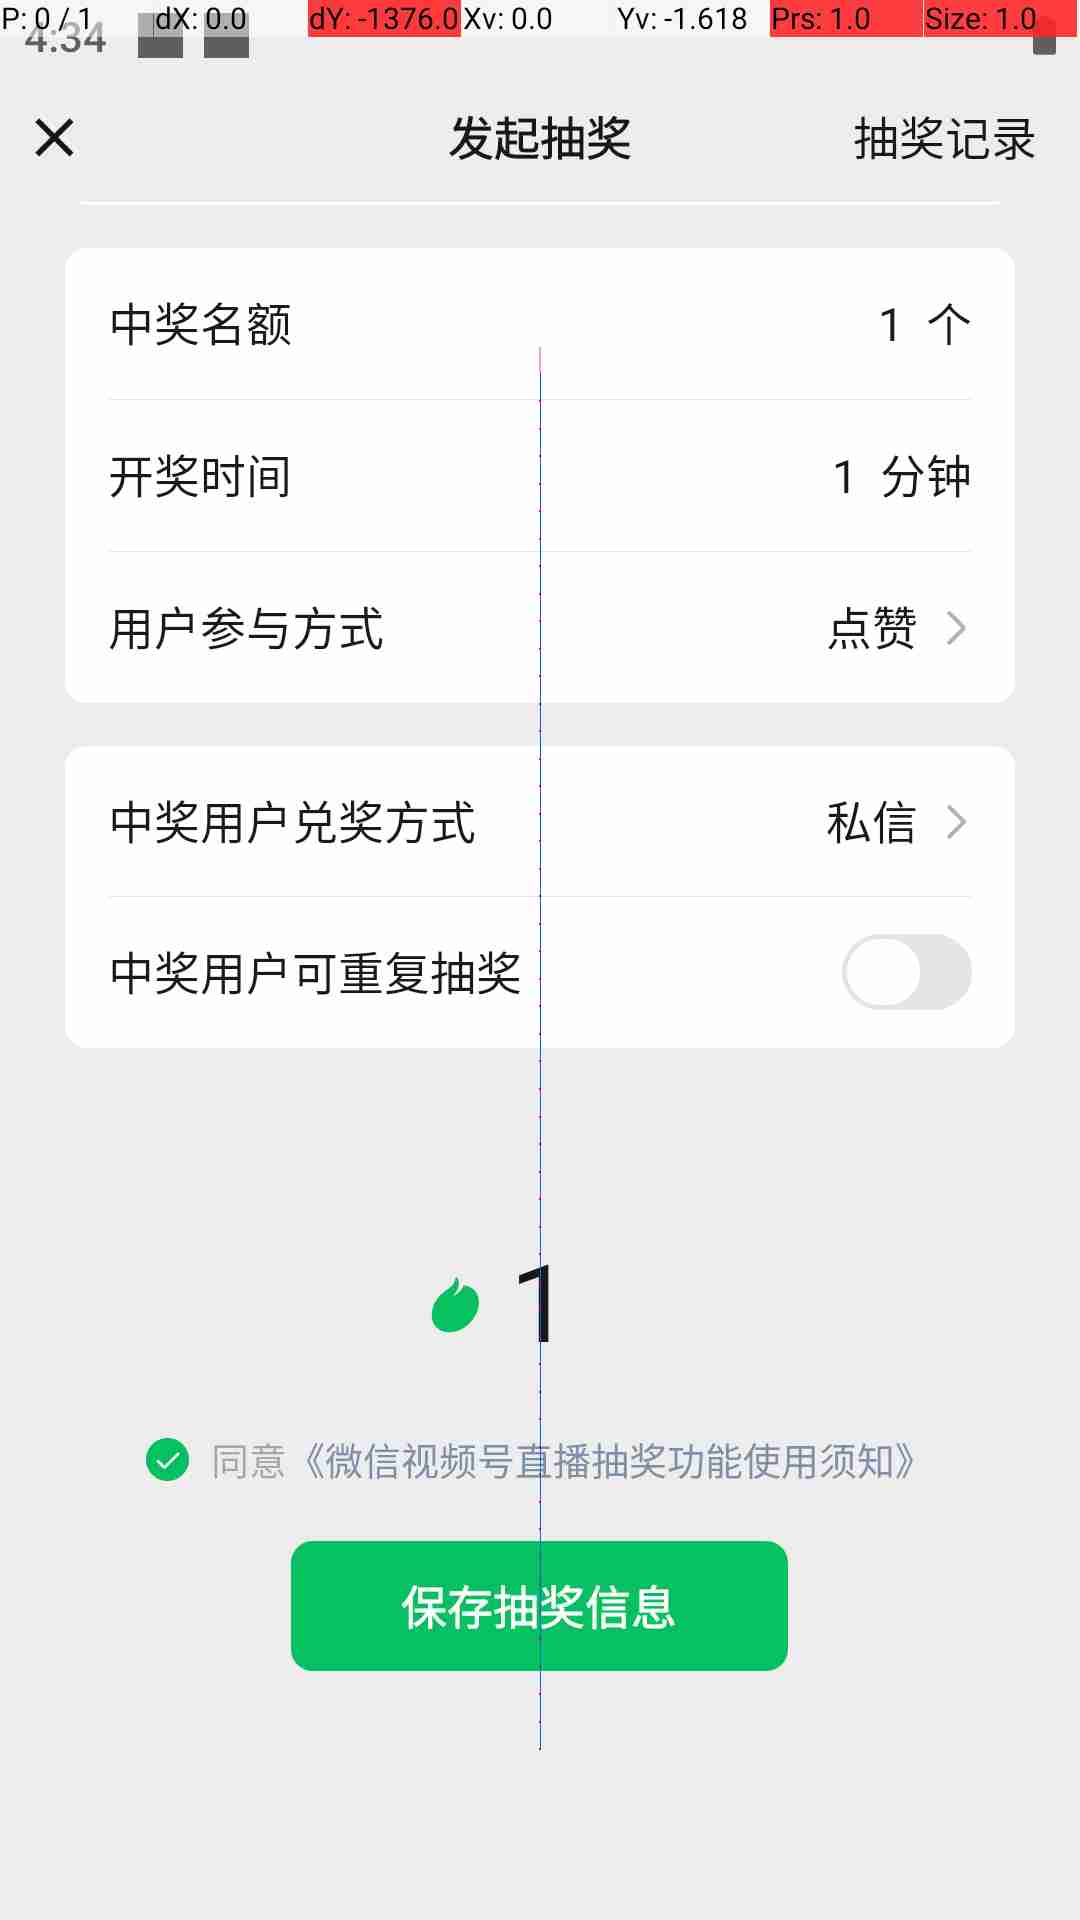 P: 0 / 1 dX: 0.0 dY: -1376.0 Xv: 0.0 Yv: -1.618 Prs: 1.0 Size: 1.0
4:34
发起抽奖 抽奖记录
中奖名额 1 个
开奖时间 1 分钟
用户参与方式 点赞
中奖用户兑奖方式 私信
中奖用户可重复抽奖
1
同意《微信视频号直播抽奖功能使用须知》
保存抽奖信息